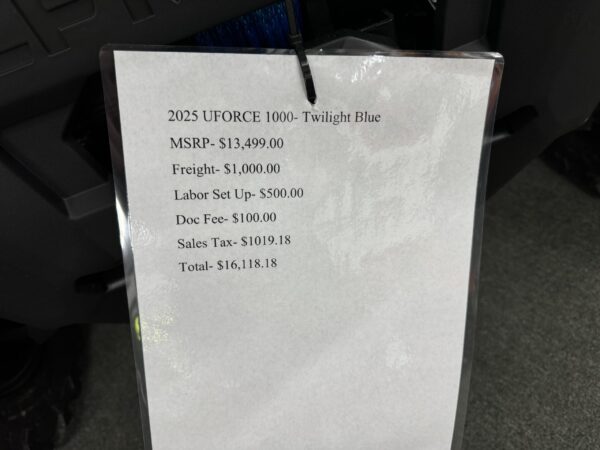 2025 UFORCE 1000- Twilight Blue
MSRP- $13,499.00
Freight- $1,000.00
Labor Set Up- $500.00
Doc Fee- $100.00
Sales Tax- $1019.18
Total- $16,118.18